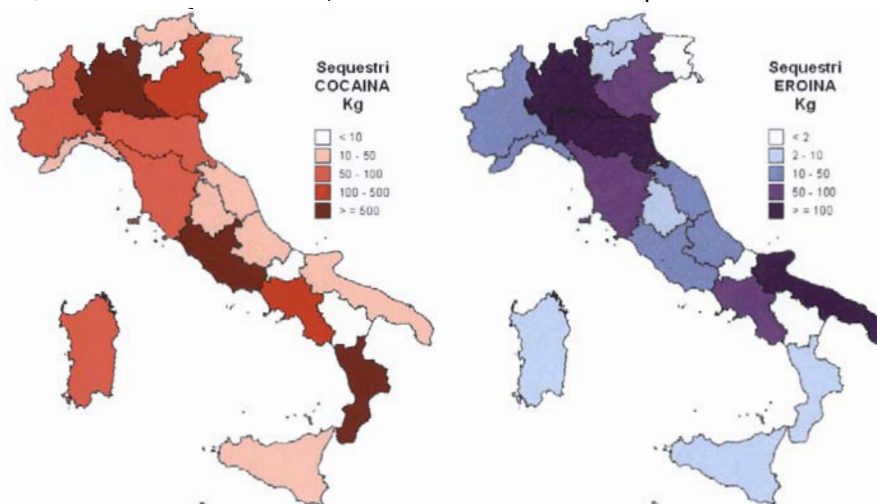 Sequestri
COCAINA
Kg
< 10
10 - 50
50 - 100
100 - 500
> = 500
Sequestri
EROINA
Kg
< 2
2 - 10
10 - 50
50 - 100
> = 100